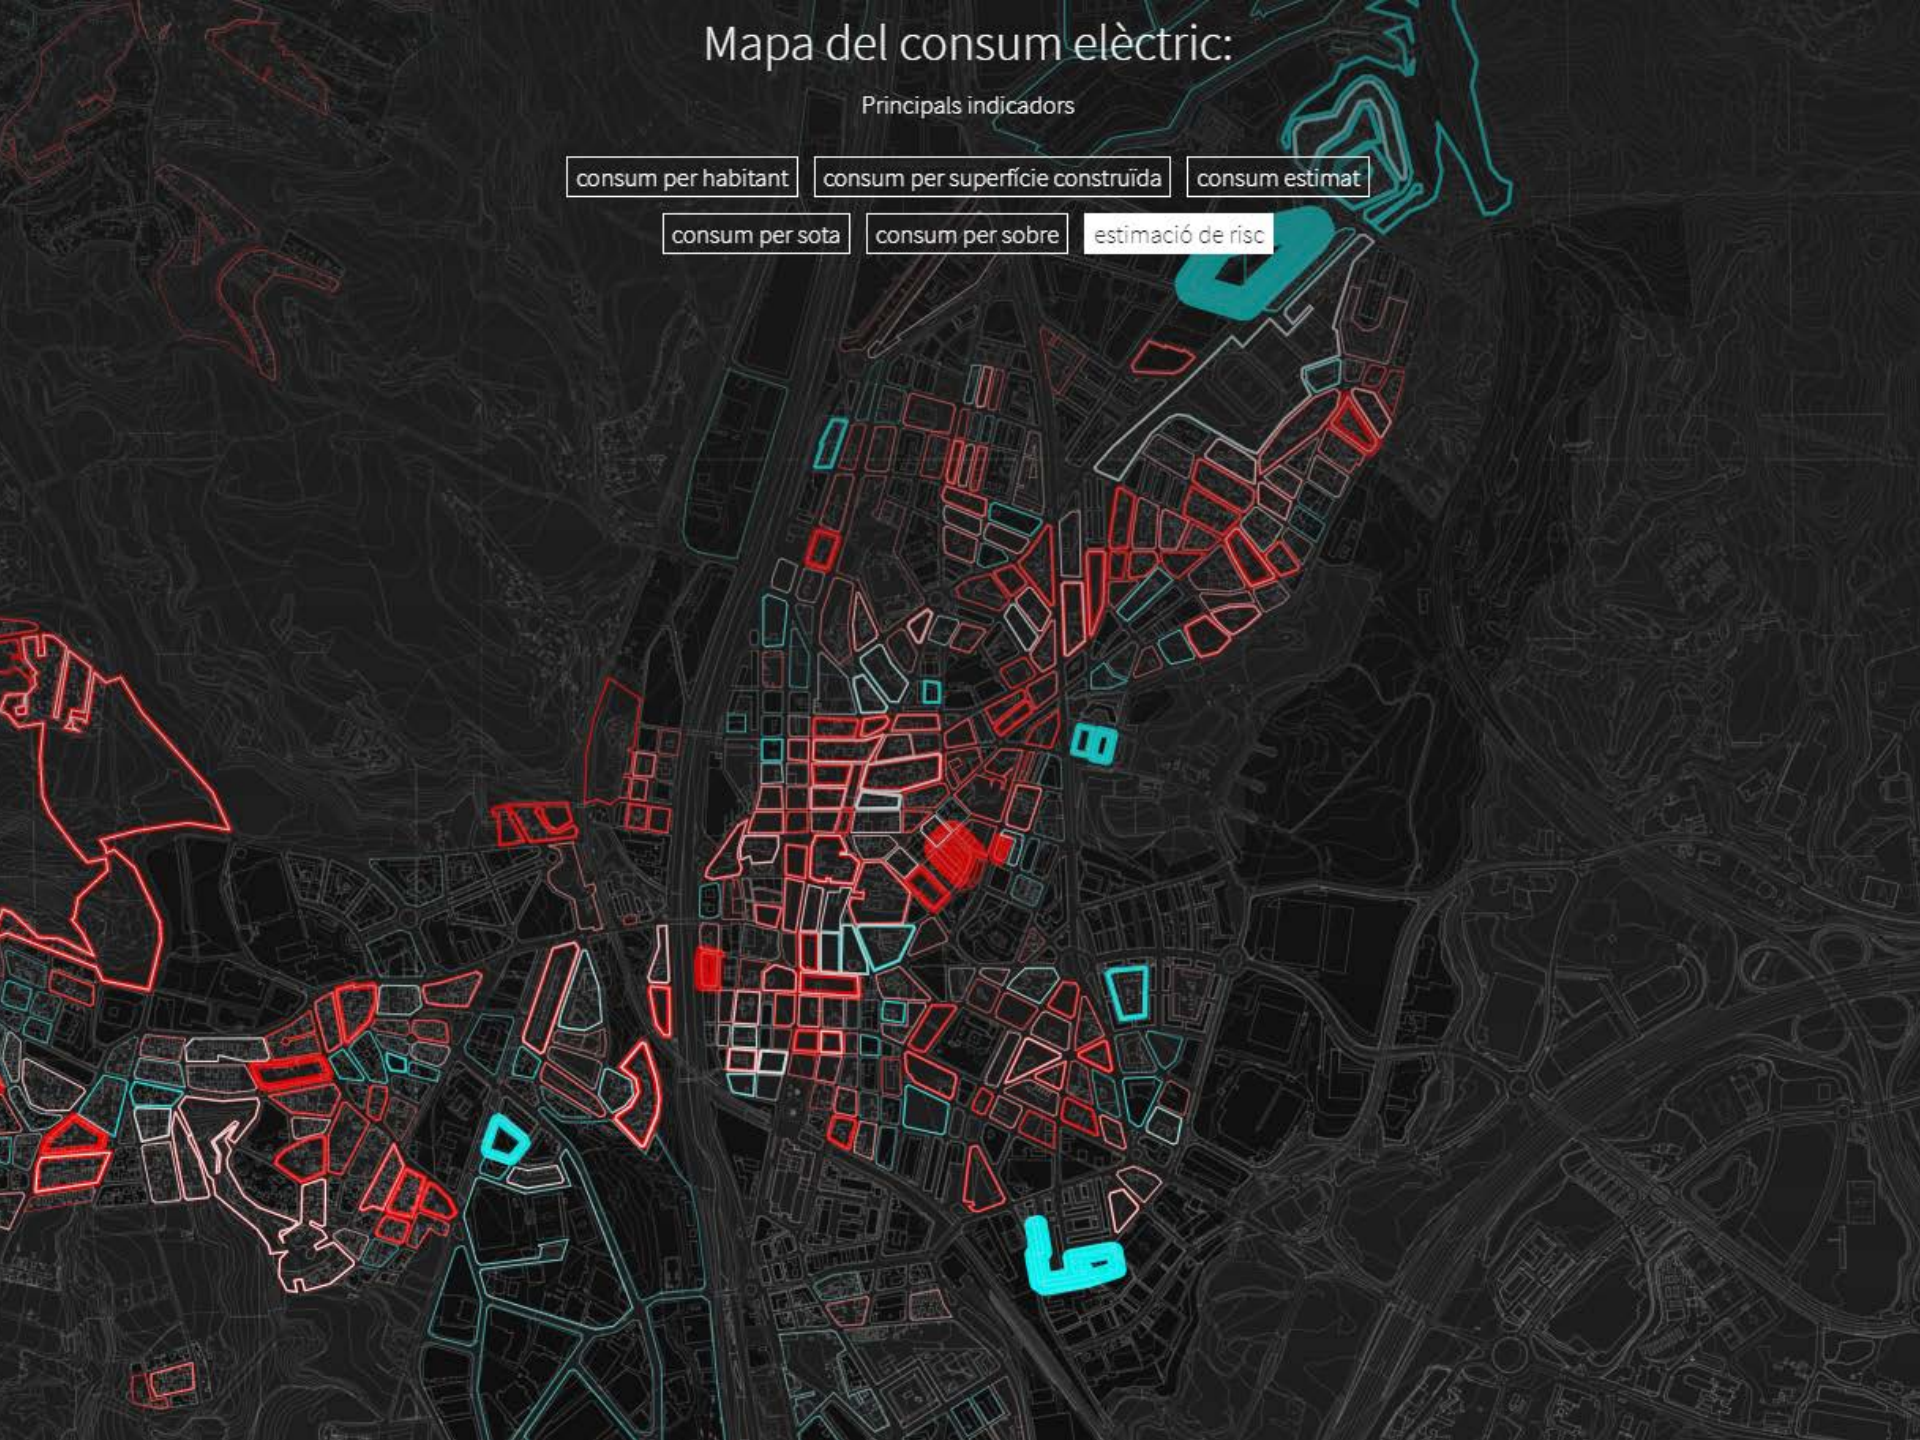 Mapa del consum elèctric:
Principals indicadors
consum per habitant consum per superfície construïda consum estimat
consum per sota consum per sobre estimació de risc